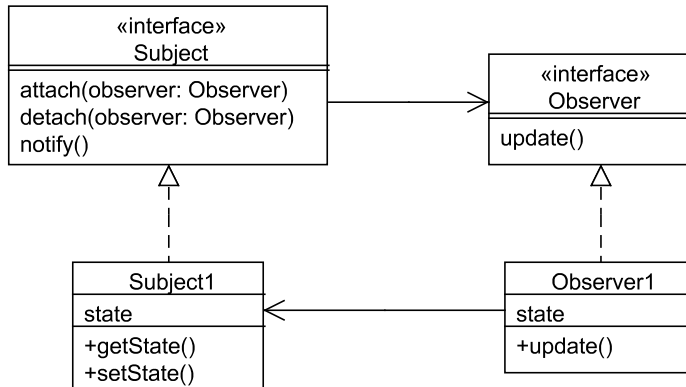 «interface»
Subject
attach(observer: Observer)
detach(observer: Observer)
notify()
«interface»
Observer
update()
Subject1
state
+getState()
+setState()
Observer1
state
+update()